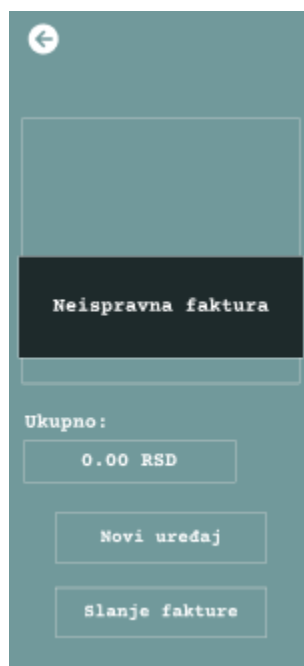 Neispravna faktura
Ukupno:
0.00 RSD
Novi uređaj
Slanje fakture